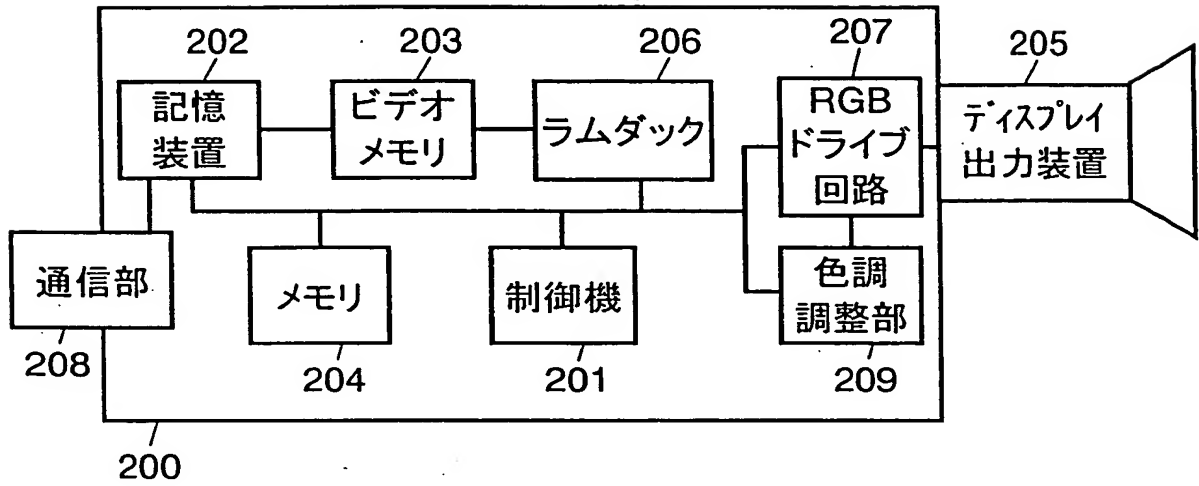 202
203
206
207
205
記憶
装置
ビデオ
メモリ
ラムダック
RGB
ドライブ
回路
ディスプレイ
出力装置
通信部
メモリ
制御機
色調
調整部
208
204
201
209
200